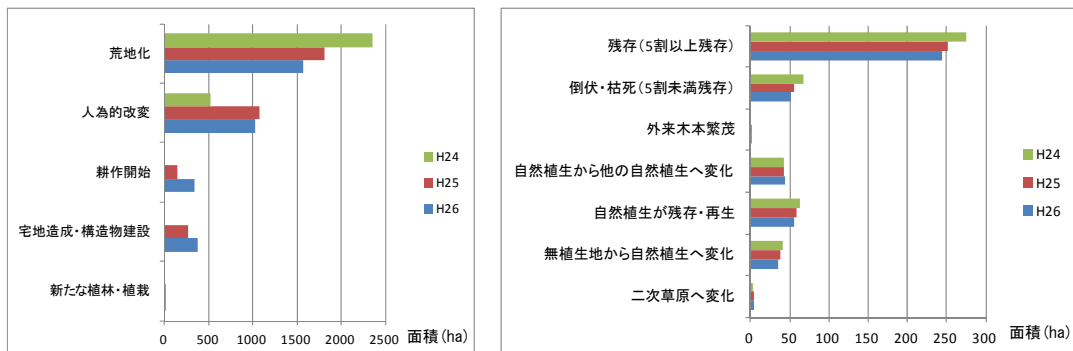 荒地化
人為的改変
耕作開始
宅地造成・構造物建設
新たな植林・植栽
0 500 1000 1500 2000 2500 面積(ha)
H24
H25
H26
残存(5割以上残存)
倒伏・枯死(5割未満残存)
外来木本繁茂
自然植生から他の自然植生へ変化
自然植生が残存・再生
無植生地から自然植生へ変化
二次草原へ変化
0 50 100 150 200 250 300
面積(ha)
H24
H25
H26